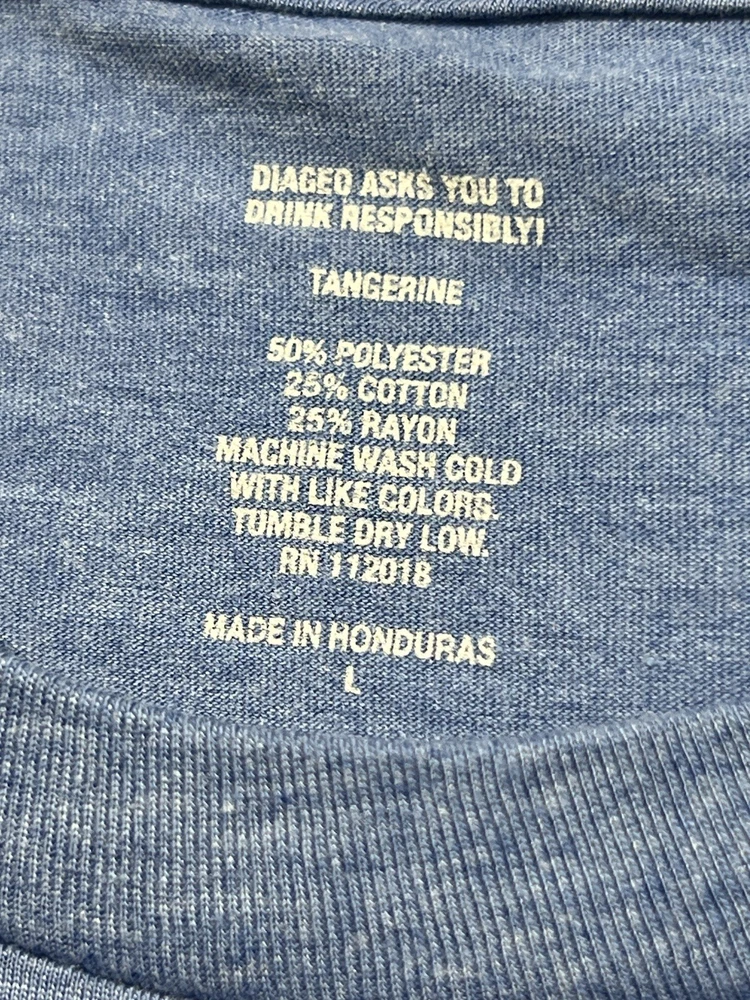 DIAGEO ASKS YOU TO
DRINK RESPONSIBLY!
TANGERINE
50% POLYESTER
25% COTTON
25% RAYON
MACHINE WASH COLD
WITH LIKE COLORS.
TUMBLE DRY LOW.
RN 112018
MADE IN HONDURAS
L